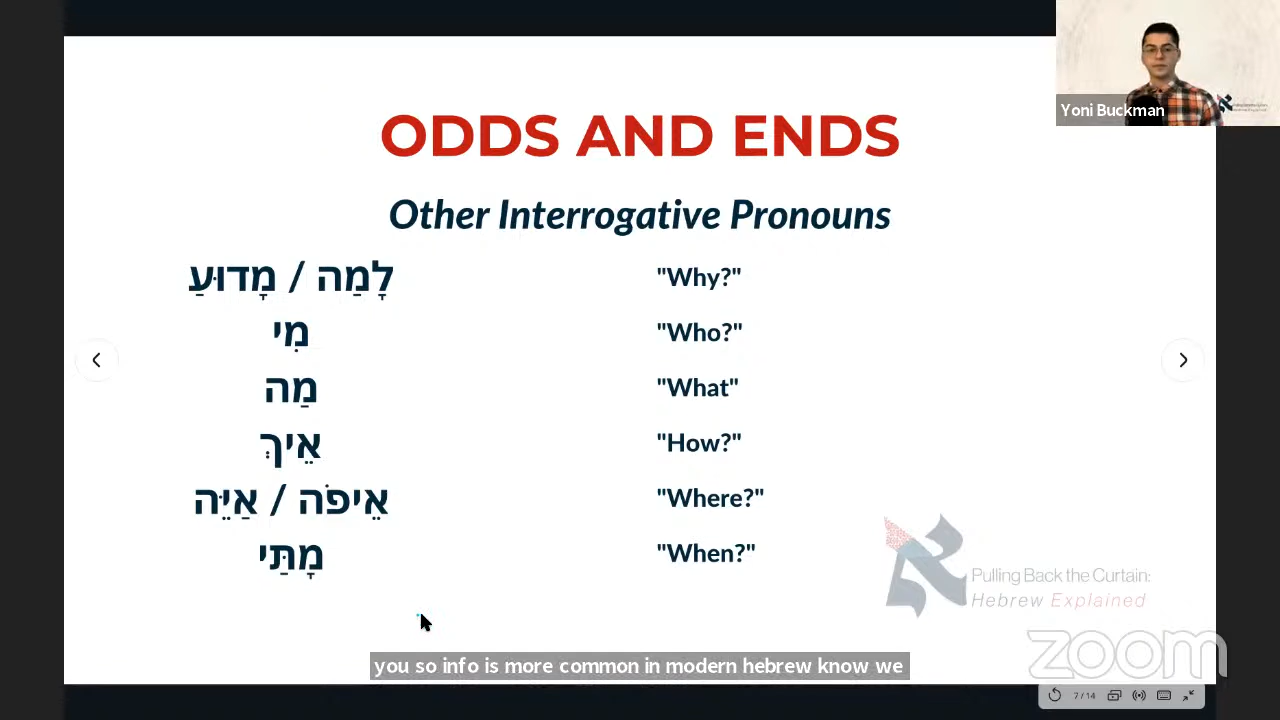 Yoni Buckman
ODDS AND ENDS
Other Interrogative Pronouns
לָמַה / מָדוּעַ "Why?"
מִי "Who?"
מַה "What"
אֵיךְ "How?"
אֵיפֹה / אַיֵּה "Where?"
מָתַּי "When?"
Pulling Back the Curtain:
Hebrew Explained
zoom
you so info is more common in modern hebrew know we
7/14